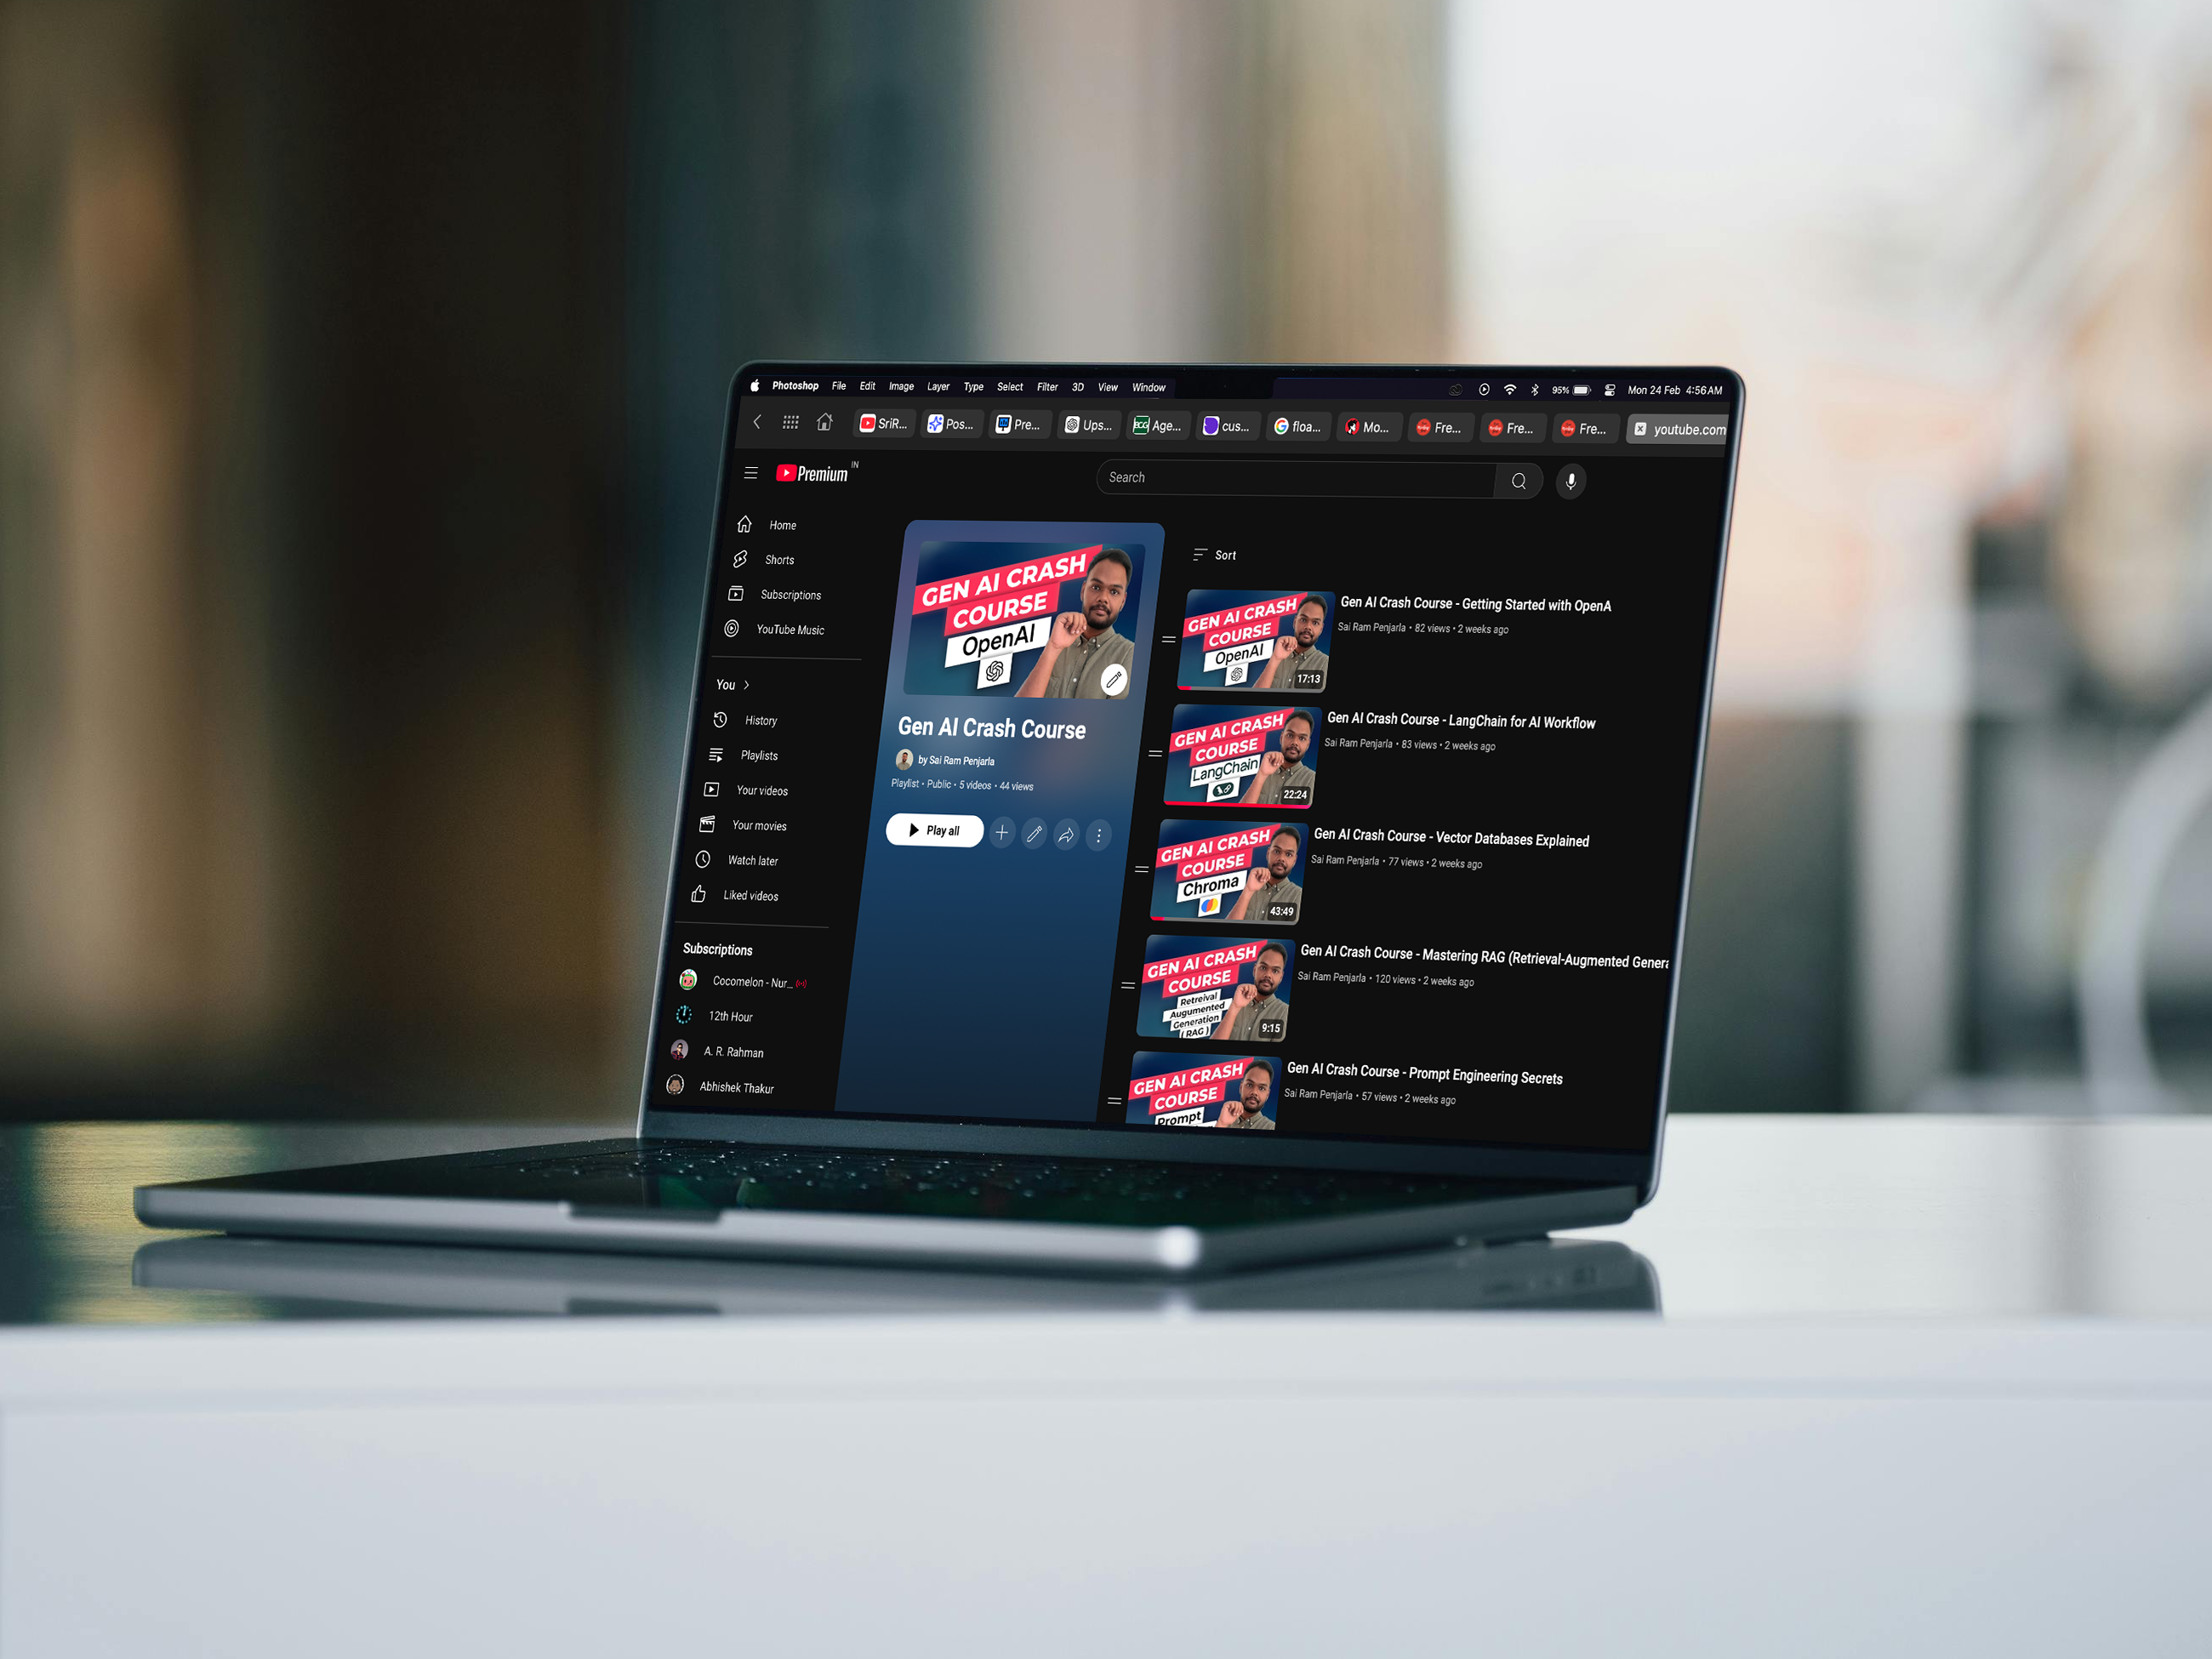 Photoshop File Edit Image Layer Type Select Filter 3D View Window 95% Mon 24 Feb 4:56AM
SriR... Pos... Pre... Ups... BCG Age... cus... floa... Mo... Fre... Fre... Fre... youtube.com
Premium IN
Search
Home
Shorts
Subscriptions
YouTube Music
You
History
Playlists
Your videos
Your movies
Watch later
Liked videos
Subscriptions
Cocomelon - Nur...
12th Hour
A. R. Rahman
Abhishek Thakur
GEN AI CRASH
COURSE
OpenAI
Gen AI Crash Course
by Sai Ram Penjarla
Playlist • Public • 5 videos • 44 views
Play all
Sort
GEN AI CRASH
COURSE
OpenAI
17:13
Gen AI Crash Course - Getting Started with OpenA
Sai Ram Penjarla • 82 views • 2 weeks ago
GEN AI CRASH
COURSE
LangChain
22:24
Gen AI Crash Course - LangChain for AI Workflow
Sai Ram Penjarla • 83 views • 2 weeks ago
GEN AI CRASH
COURSE
Chroma
43:49
Gen AI Crash Course - Vector Databases Explained
Sai Ram Penjarla • 77 views • 2 weeks ago
GEN AI CRASH
COURSE
Retreival
Augumented
Generation
( RAG )
9:15
Gen AI Crash Course - Mastering RAG (Retrieval-Augmented Genera
Sai Ram Penjarla • 120 views • 2 weeks ago
GEN AI CRASH
COURSE
Prompt
Gen AI Crash Course - Prompt Engineering Secrets
Sai Ram Penjarla • 57 views • 2 weeks ago